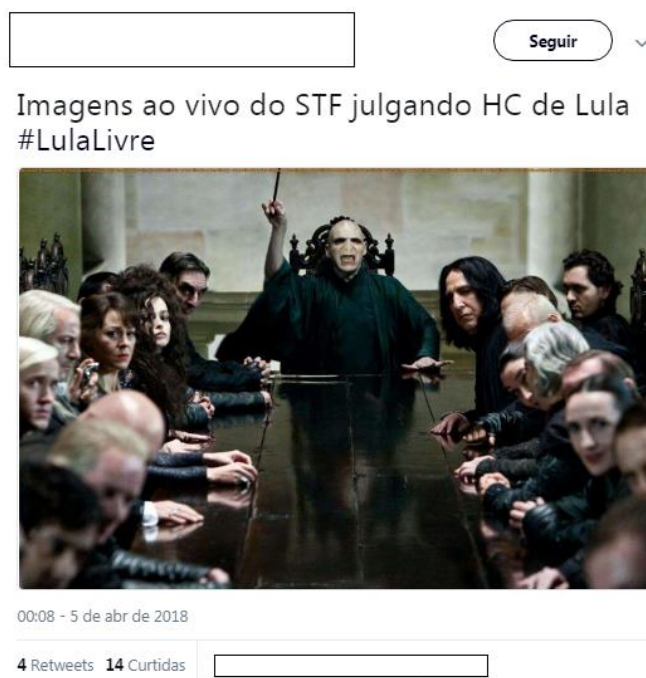 Seguir
Imagens ao vivo do STF julgando HC de Lula
#LulaLivre
00:08 - 5 de abr de 2018
4 Retweets 14 Curtidas